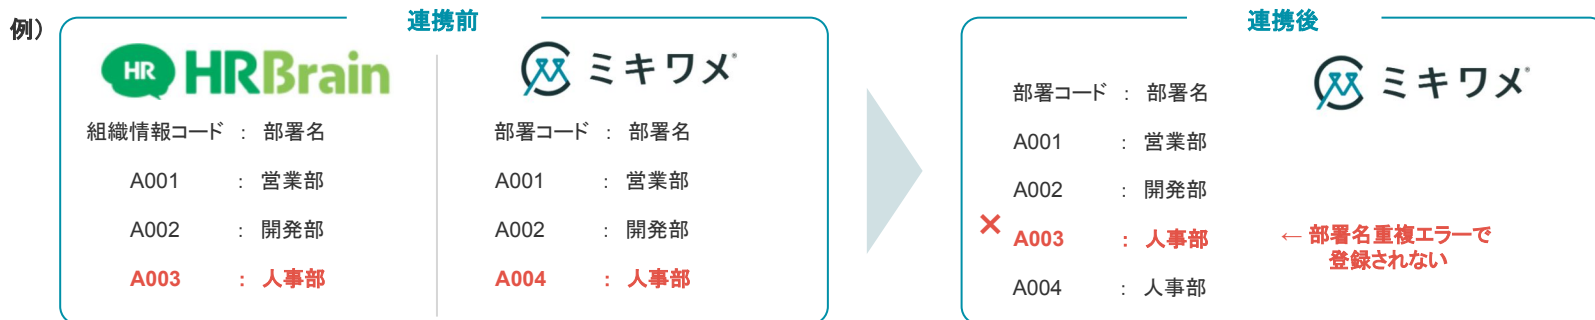 例）
連携前
HR HRBrain
組織情報コード ： 部署名
A001 ： 営業部
A002 ： 開発部
A003 ： 人事部
ミキワメ
部署コード ： 部署名
A001 ： 営業部
A002 ： 開発部
A004 ： 人事部
連携後
ミキワメ
部署コード ： 部署名
A001 ： 営業部
A002 ： 開発部
× A003 ： 人事部 ← 部署名重複エラーで
登録されない
A004 ： 人事部